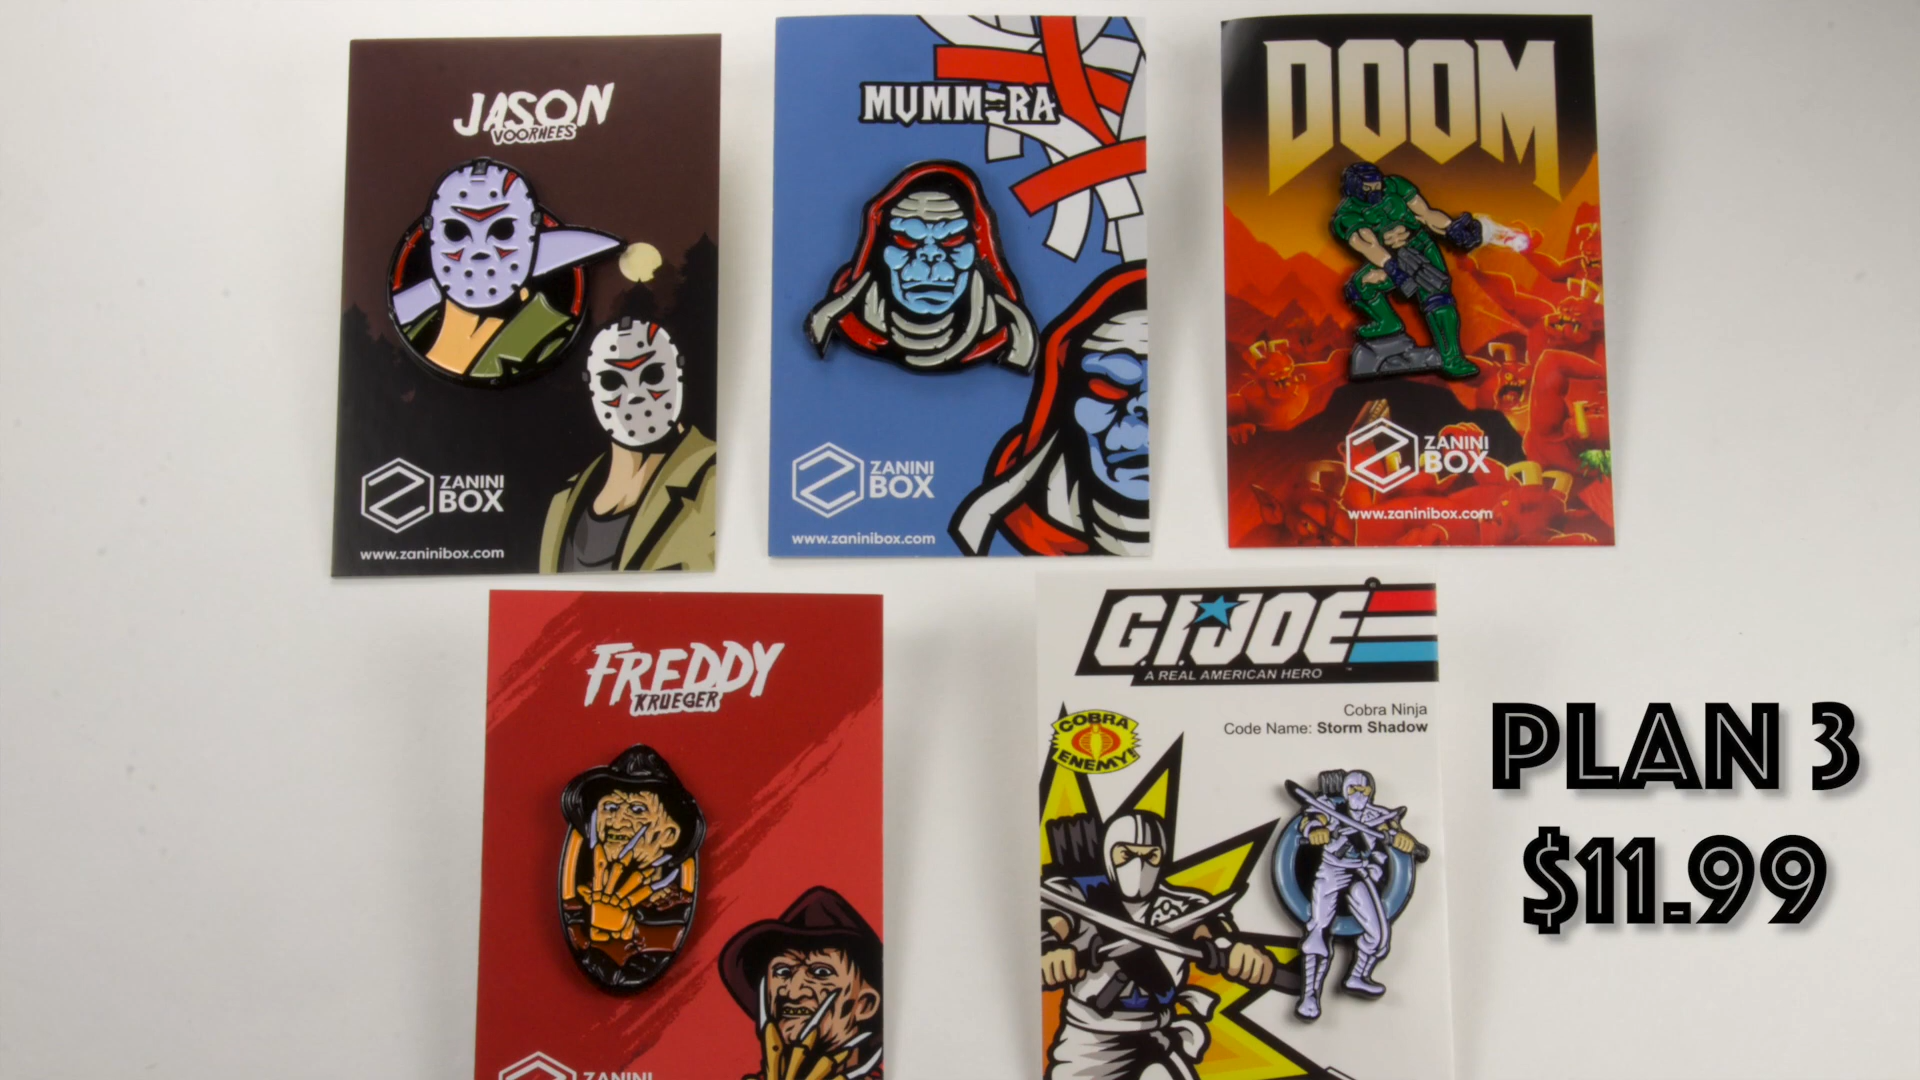 JASON
VOORHEES
ZANINI
BOX
www.zaninibox.com
MUMM-RA
ZANINI
BOX
www.zaninibox.com
DOOM
ZANINI
BOX
www.zaninibox.com
FREDDY
KRUEGER
ZANINI
G.I.JOE
A REAL AMERICAN HERO
Cobra Ninja
Code Name: Storm Shadow
COBRA
ENEMY!
PLAN 3
$11.99